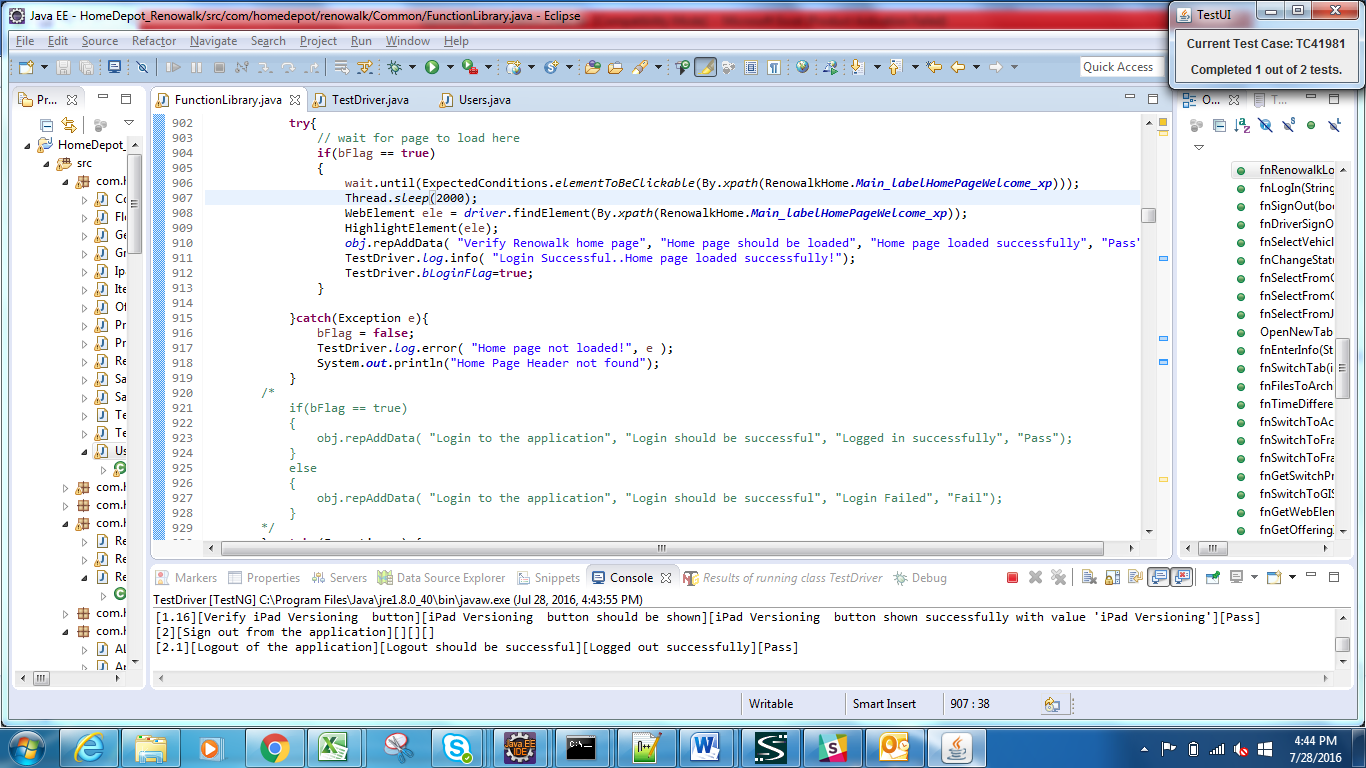 Java EE - HomeDepot_Renowalk/src/com/homedepot/renowalk/Common/FunctionLibrary.java - Eclipse
TestUI
Current Test Case: TC41981
Completed 1 out of 2 tests.
File Edit Source Refactor Navigate Search Project Run Window Help
Quick Access
Pr...
FunctionLibrary.java
TestDriver.java
Users.java
O...
T...
HomeDepot_
src
com.h
Co
Flo
Ge
Gr
Ipa
Ite
Of
Pr
Pr
Re
Sa
Sa
Te
Te
Us
com.h
com.h
com.h
Re
Re
Re
com.h
com.h
AL
902 try{
903 // wait for page to load here
904 if(bFlag == true)
905 {
906 wait.until(ExpectedConditions.elementToBeClickable(By.xpath(RenowalkHome.Main_labelHomePageWelcome_xp)));
907 Thread.sleep(2000);
908 WebElement ele = driver.findElement(By.xpath(RenowalkHome.Main_labelHomePageWelcome_xp));
909 HighlightElement(ele);
910 obj.repAddData( "Verify Renowalk home page", "Home page should be loaded", "Home page loaded successfully", "Pass"
911 TestDriver.log.info( "Login Successful..Home page loaded successfully!");
912 TestDriver.bLoginFlag=true;
913 }
914
915 }catch(Exception e){
916 bFlag = false;
917 TestDriver.log.error( "Home page not loaded!", e );
918 System.out.println("Home Page Header not found");
919 }
920 /*
921 if(bFlag == true)
922 {
923 obj.repAddData( "Login to the application", "Login should be successful", "Logged in successfully", "Pass");
924 }
925 else
926 {
927 obj.repAddData( "Login to the application", "Login should be successful", "Login Failed", "Fail");
928 }
929 */
fnRenowalkLo
fnLogIn(String
fnSignOut(boo
fnDriverSignO
fnSelectVehicl
fnChangeStatu
fnSelectFromC
fnSelectFromC
fnSelectFromJ
OpenNewTab
fnEnterInfo(St
fnSwitchTab(i
fnFilesToArch
fnTimeDiffere
fnSwitchToAc
fnSwitchToFra
fnSwitchToFra
fnGetSwitchPr
fnSwitchToGIS
fnGetWebElen
fnGetOffering
Markers
Properties
Servers
Data Source Explorer
Snippets
Console
Results of running class TestDriver
Debug
TestDriver [TestNG] C:\Program Files\Java\jre1.8.0_40\bin\javaw.exe (Jul 28, 2016, 4:43:55 PM)
[1.16][Verify iPad Versioning  button][iPad Versioning  button should be shown][iPad Versioning  button shown successfully with value 'iPad Versioning'][Pass]
[2][Sign out from the application][][][]
[2.1][Logout of the application][Logout should be successful][Logged out successfully][Pass]
Writable
Smart Insert
907 : 38
4:44 PM
7/28/2016